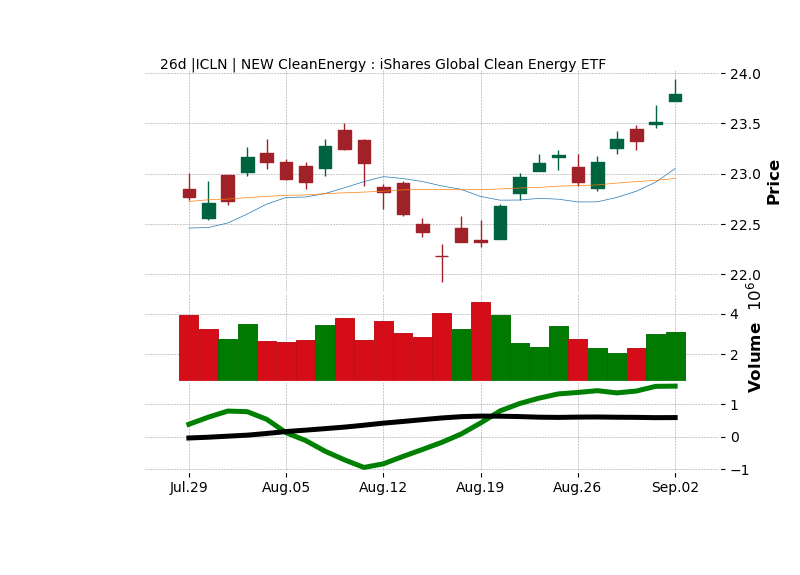 26d |ICLN | NEW CleanEnergy : iShares Global Clean Energy ETF
24.0
23.5
23.0
22.5
22.0
Price
4
2
Volume 10^6
1
0
−1
Jul.29 Aug.05 Aug.12 Aug.19 Aug.26 Sep.02